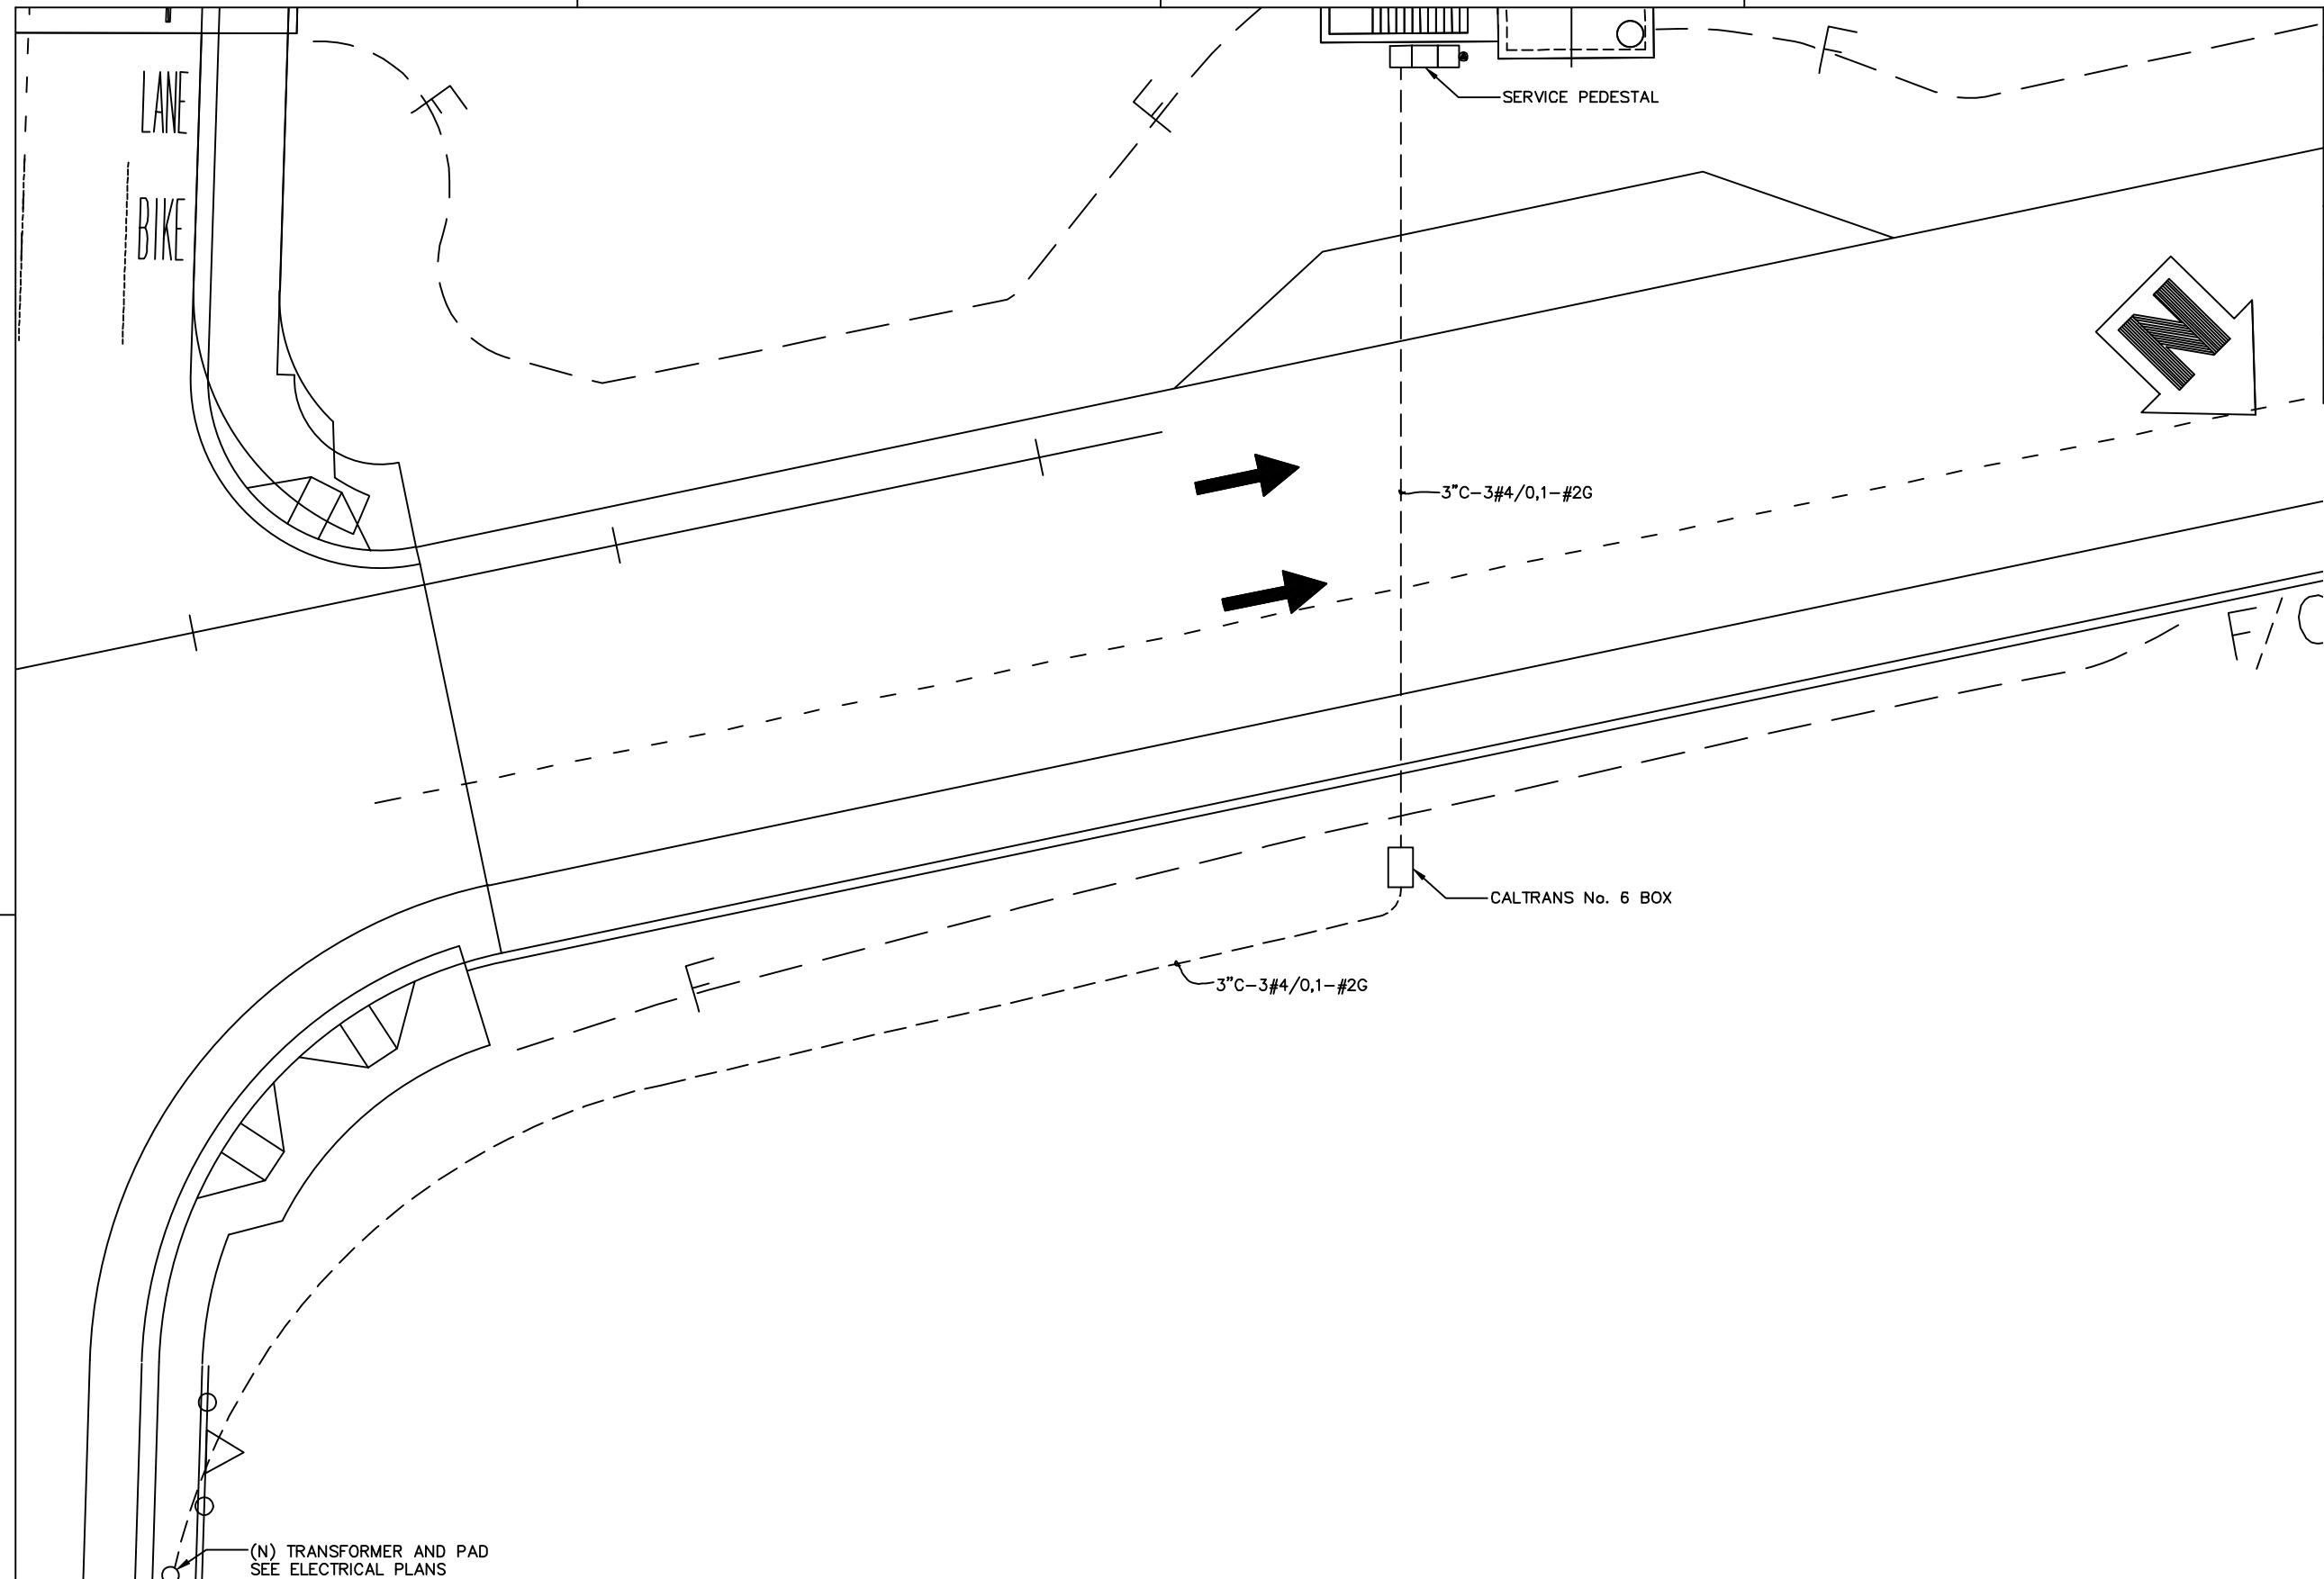 LANE
BIKE
F
F
F
SERVICE PEDESTAL
N
3"C-3#4/0,1-#2G
F/C
CALTRANS No. 6 BOX
F
3"C-3#4/0,1-#2G
(N) TRANSFORMER AND PAD
SEE ELECTRICAL PLANS